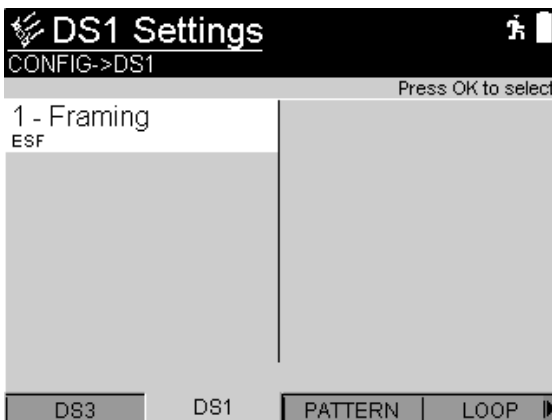 DS1 Settings
CONFIG->DS1
Press OK to select
1 - Framing
ESF
DS3 DS1 PATTERN LOOP